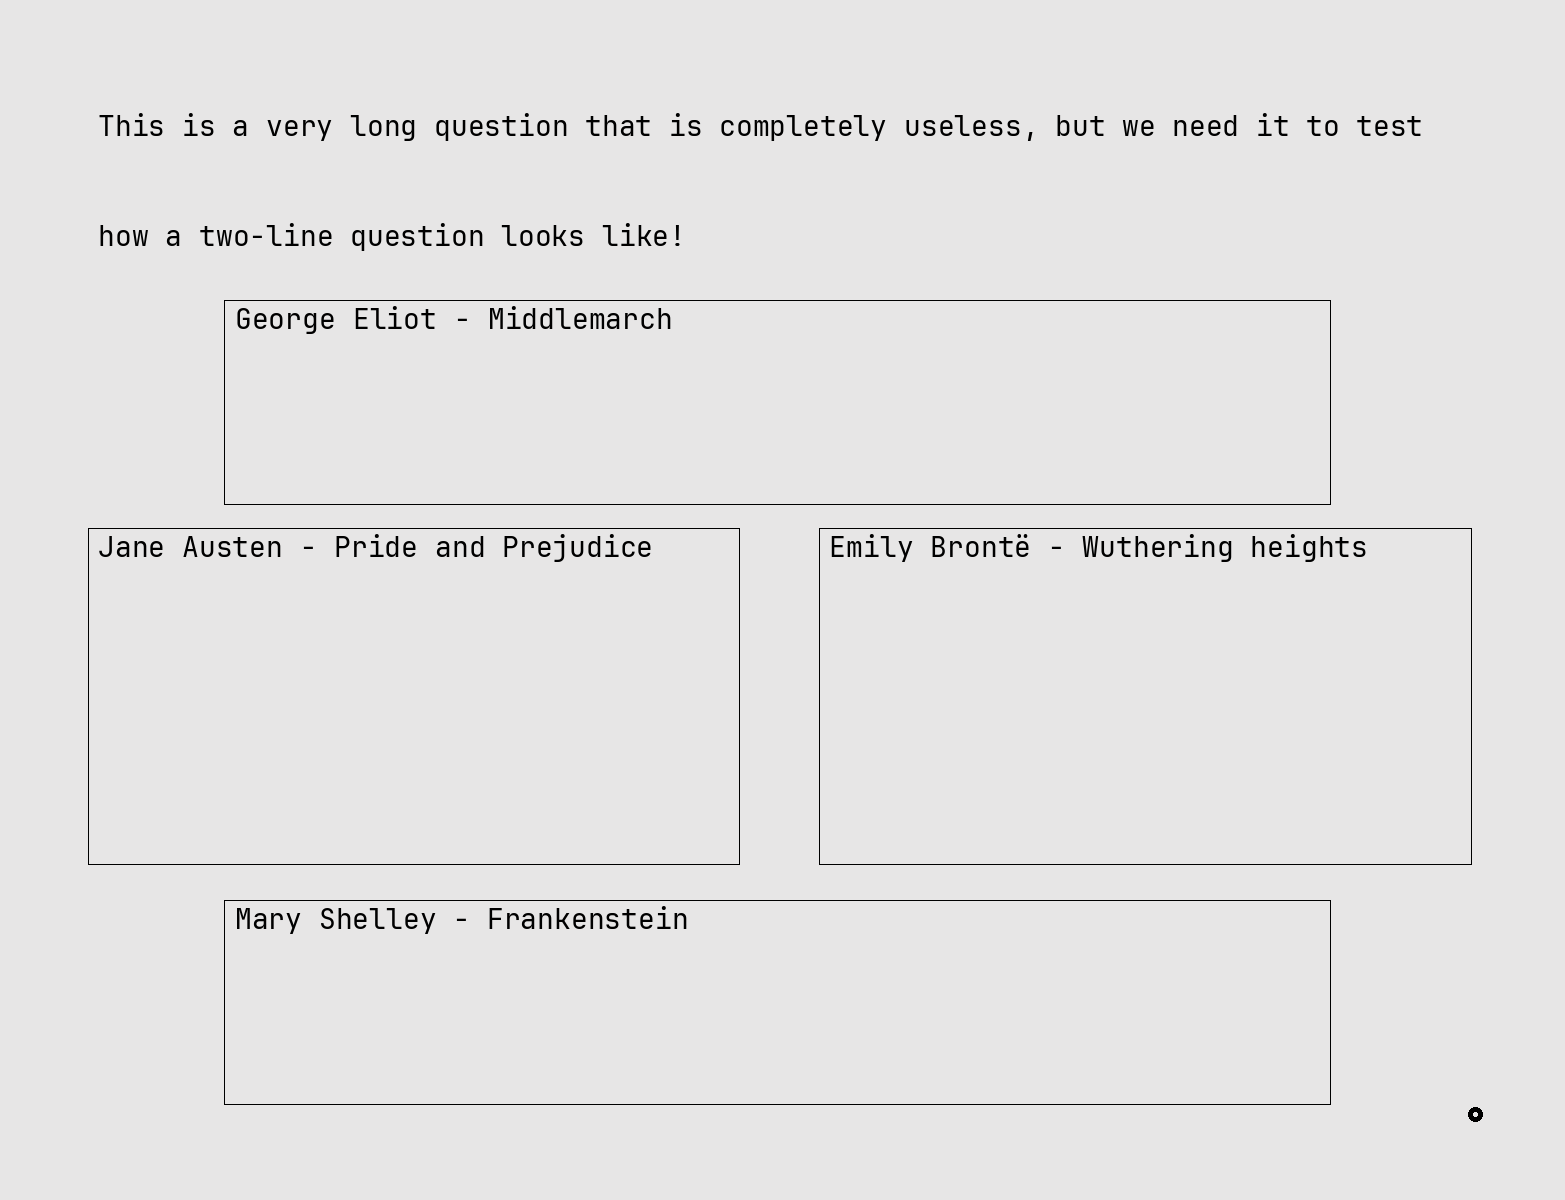 This is a very long question that is completely useless, but we need it to test
how a two-line question looks like!
George Eliot - Middlemarch
Jane Austen - Pride and Prejudice
Emily Brontë - Wuthering heights
Mary Shelley - Frankenstein